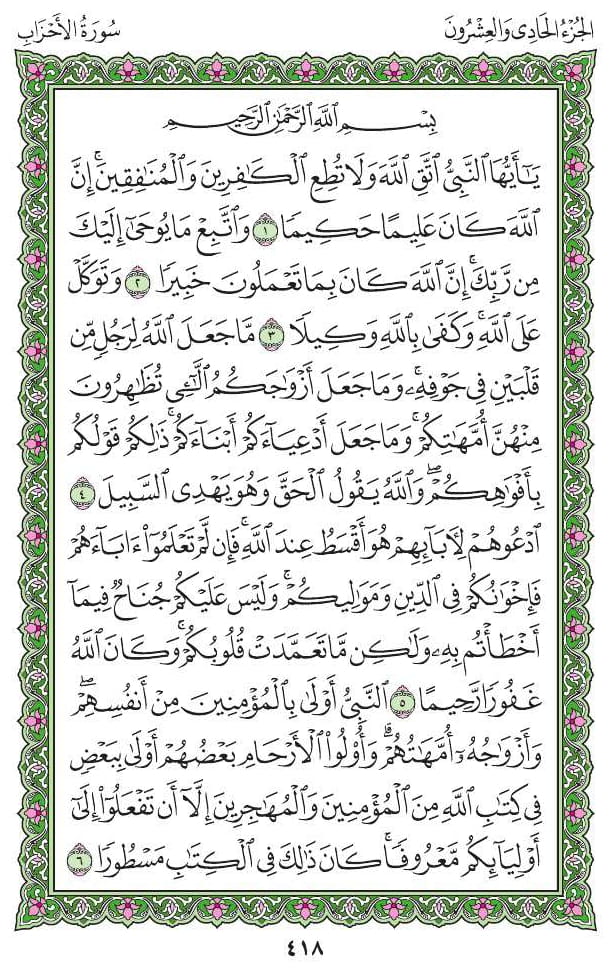 الجُزْءُ الحَادِى وَالعِشْرُونَ
سُورَةُ الأَحْزَابِ
بِسْمِ اللَّهِ الرَّحْمَٰنِ الرَّحِيمِ
يَٰٓأَيُّهَا ٱلنَّبِىُّ ٱتَّقِ ٱللَّهَ وَلَا تُطِعِ ٱلْكَٰفِرِينَ وَٱلْمُنَٰفِقِينَۗ إِنَّ
ٱللَّهَ كَانَ عَلِيمًا حَكِيمًا ١ وَٱتَّبِعْ مَا يُوحَىٰٓ إِلَيْكَ
مِن رَّبِّكَۚ إِنَّ ٱللَّهَ كَانَ بِمَا تَعْمَلُونَ خَبِيرًا ٢ وَتَوَكَّلْ
عَلَى ٱللَّهِۚ وَكَفَىٰ بِٱللَّهِ وَكِيلًا ٣ مَّا جَعَلَ ٱللَّهُ لِرَجُلٍ مِّن
قَلْبَيْنِ فِى جَوْفِهِۦۚ وَمَا جَعَلَ أَزْوَٰجَكُمُ ٱلَّٰٓـِٔى تُظَٰهِرُونَ
مِنْهُنَّ أُمَّهَٰتِكُمْۚ وَمَا جَعَلَ أَدْعِيَآءَكُمْ أَبْنَآءَكُمْۚ ذَٰلِكُمْ قَوْلُكُم
بِأَفْوَٰهِكُمْۖ وَٱللَّهُ يَقُولُ ٱلْحَقَّ وَهُوَ يَهْدِى ٱلسَّبِيلَ ٤
ٱدْعُوهُمْ لِأٓبَآئِهِمْ هُوَ أَقْسَطُ عِندَ ٱللَّهِۚ فَإِن لَّمْ تَعْلَمُوٓا۟ ءَابَآءَهُمْ
فَإِخْوَٰنُكُمْ فِى ٱلدِّينِ وَمَوَٰلِيكُمْۚ وَلَيْسَ عَلَيْكُمْ جُنَاحٌ فِيمَآ
أَخْطَأْتُم بِهِۦ وَلَٰكِن مَّا تَعَمَّدَتْ قُلُوبُكُمْۚ وَكَانَ ٱللَّهُ
غَفُورًا رَّحِيمًا ٥ ٱلنَّبِىُّ أَوْلَىٰ بِٱلْمُؤْمِنِينَ مِنْ أَنفُسِهِمْۖ
وَأَزْوَٰجُهُۥٓ أُمَّهَٰتُهُمْۗ وَأُو۟لُوا۟ ٱلْأَرْحَامِ بَعْضُهُمْ أَوْلَىٰ بِبَعْضٍ
فِى كِتَٰبِ ٱللَّهِ مِنَ ٱلْمُؤْمِنِينَ وَٱلْمُهَٰجِرِينَ إِلَّآ أَن تَفْعَلُوٓا۟ إِلَىٰٓ
أَوْلِيَآئِكُم مَّعْرُوفًاۚ كَانَ ذَٰلِكَ فِى ٱلْكِتَٰبِ مَسْطُورًا ٦
٤١٨